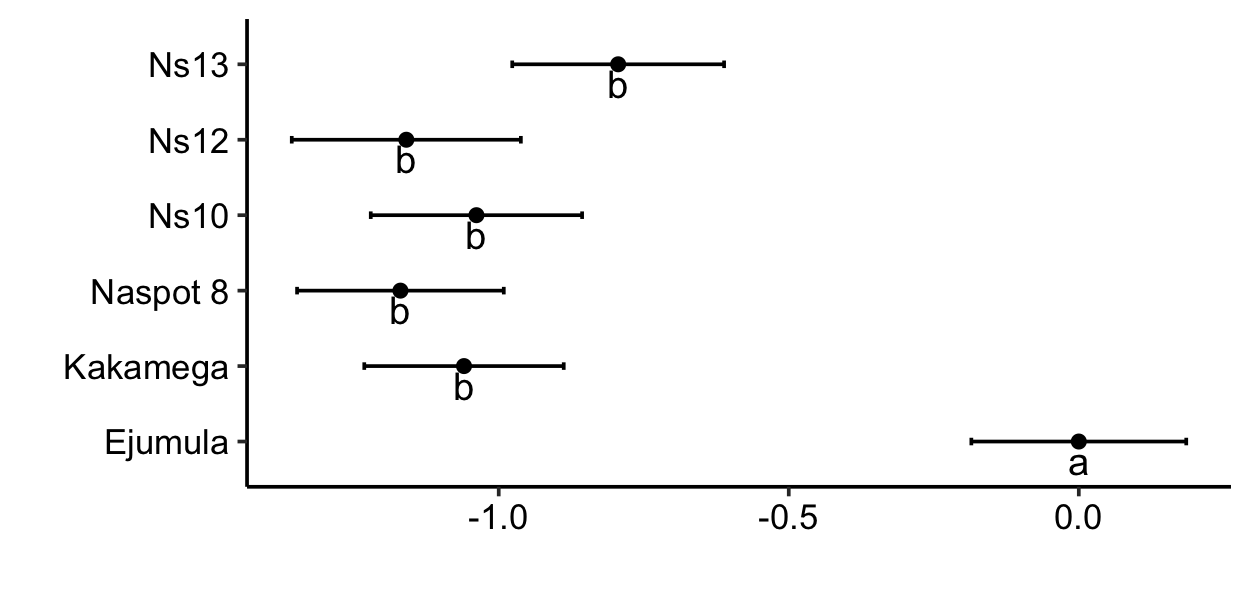 Ns13
b
Ns12
b
Ns10
b
Naspot 8
b
Kakamega
b
Ejumula
a
-1.0 -0.5 0.0